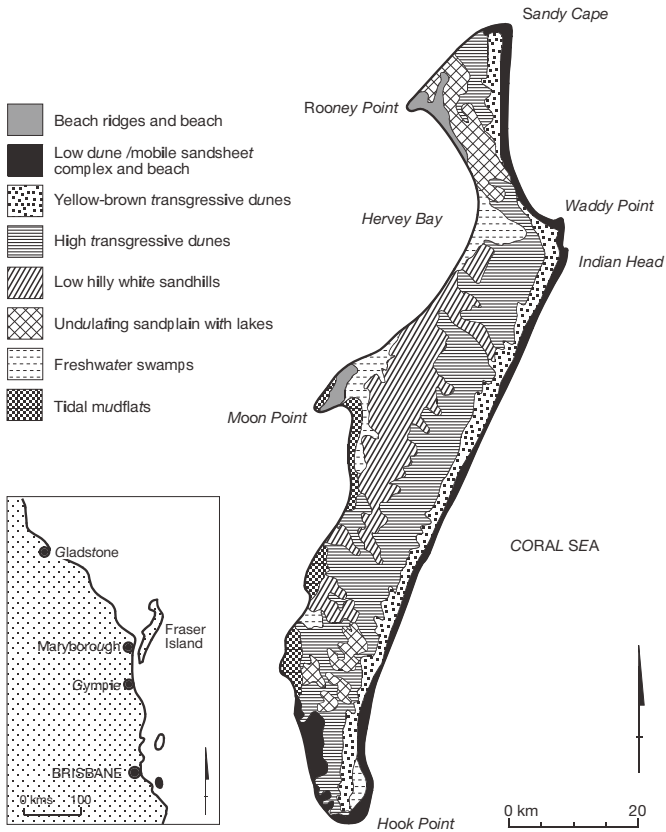 Sandy Cape
Rooney Point
Beach ridges and beach
Low dune /mobile sandsheet
complex and beach
Yellow-brown transgressive dunes
Waddy Point
Hervey Bay
High transgressive dunes
Indian Head
Low hilly white sandhills
Undulating sandplain with lakes
Freshwater swamps
Tidal mudflats
Moon Point
Gladstone
CORAL SEA
Fraser
Island
Maryborough
Gympie
BRISBANE
0 kms 100
0 km 20
Hook Point